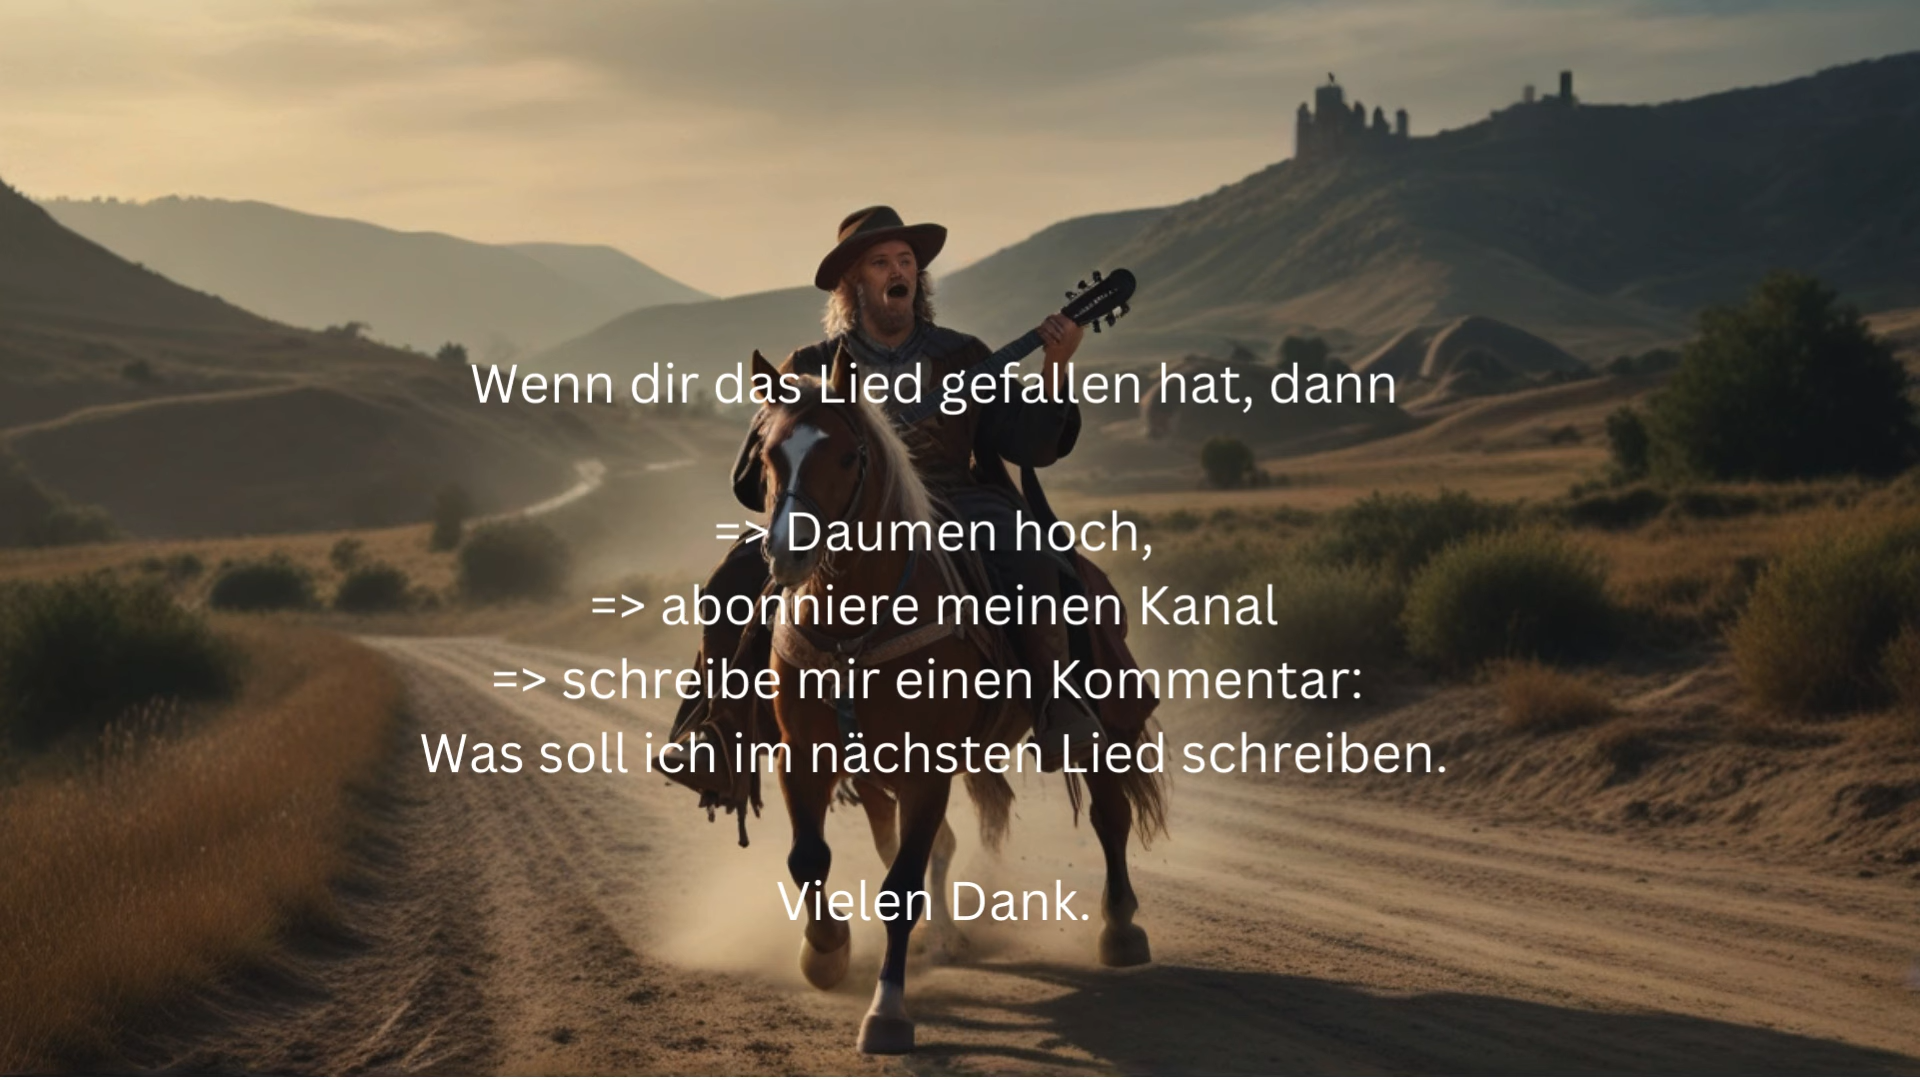 Wenn dir das Lied gefallen hat, dann
=> Daumen hoch,
=> abonniere meinen Kanal
=> schreibe mir einen Kommentar:
Was soll ich im nächsten Lied schreiben.
Vielen Dank.